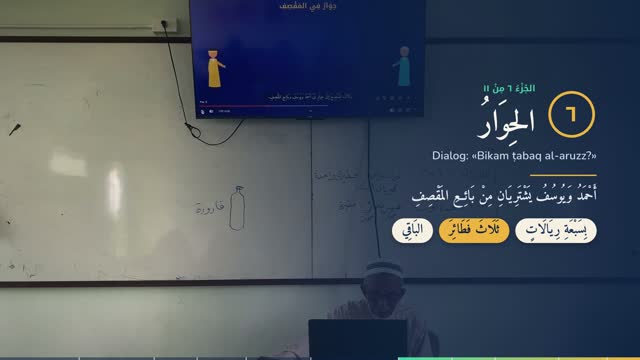 حِوَارٌ فِي المَقْصِفِ
قارورة
الجُزْءُ ٦ مِنْ ١١
٦
الحِوَارُ
Dialog: «Bikam ṭabaq al-aruzz?»
أَحْمَدُ وَيُوسُفُ يَشْتَرِيَانِ مِنْ بَائِعِ المَقْصِفِ
بِسَبْعَةِ رِيَالَاتٍ
ثَلَاثَ فَطَائِرَ
البَاقِي